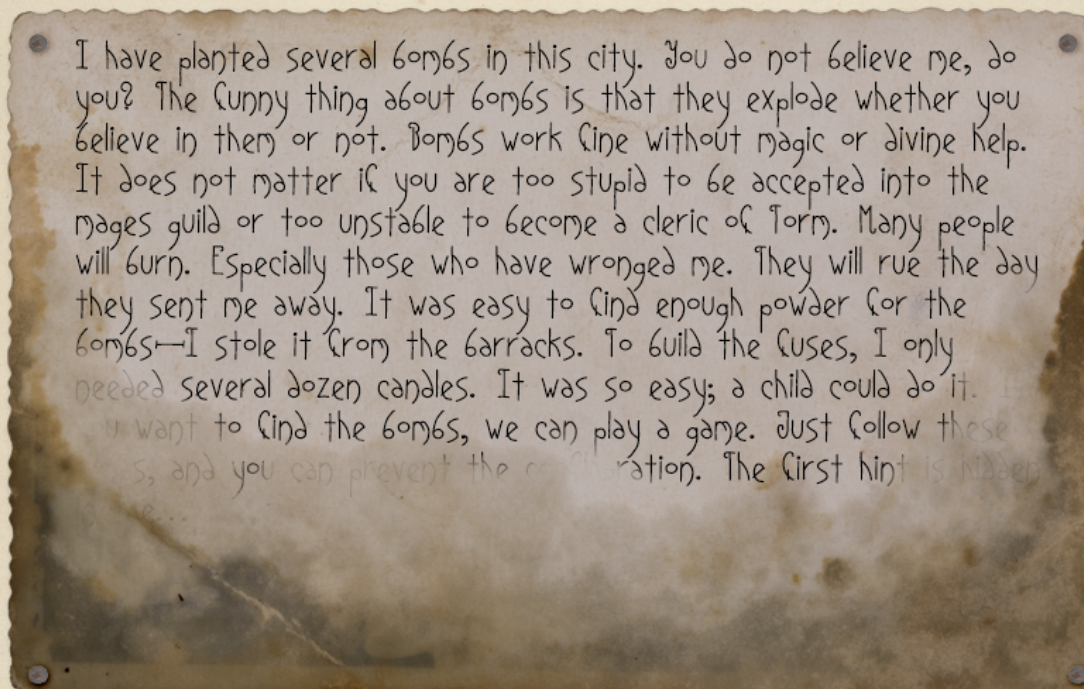 I have planted several bombs in this city. You do not believe me, do
you? The funny thing about bombs is that they explode whether you
believe in them or not. Bombs work fine without magic or divine help.
It does not matter if you are too stupid to be accepted into the
mages guild or too unstable to become a cleric of Torm. Many people
will burn. Especially those who have wronged me. They will rue the day
they sent me away. It was easy to find enough powder for the
bombs—I stole it from the barracks. To build the fuses, I only
needed several dozen candles. It was so easy; a child could do it.
want to find the bombs, we can play a game. Just follow these
and you can prevent the The first hint is hidden